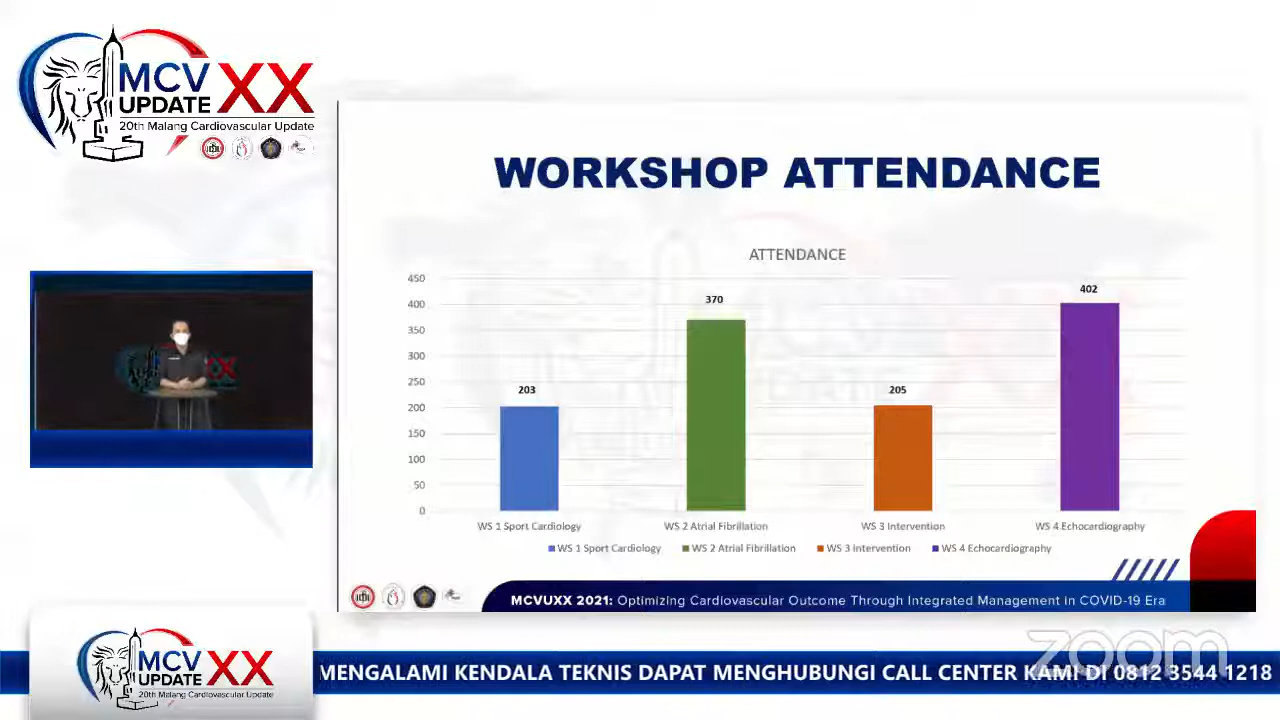 MCV
UPDATE
XX
20th Malang Cardiovascular Update
WORKSHOP ATTENDANCE
ATTENDANCE
450
400
350
300
250
200
150
100
50
0
203
370
205
402
WS 1 Sport Cardiology
WS 2 Atrial Fibrillation
WS 3 Intervention
WS 4 Echocardiography
WS 1 Sport Cardiology
WS 2 Atrial Fibrillation
WS 3 Intervention
WS 4 Echocardiography
MCVUXX 2021: Optimizing Cardiovascular Outcome Through Integrated Management in COVID-19 Era
zoom
MCV
UPDATE
XX
20th Malang Cardiovascular Update
MENGALAMI KENDALA TEKNIS DAPAT MENGHUBUNGI CALL CENTER KAMI DI 0812 3544 1218